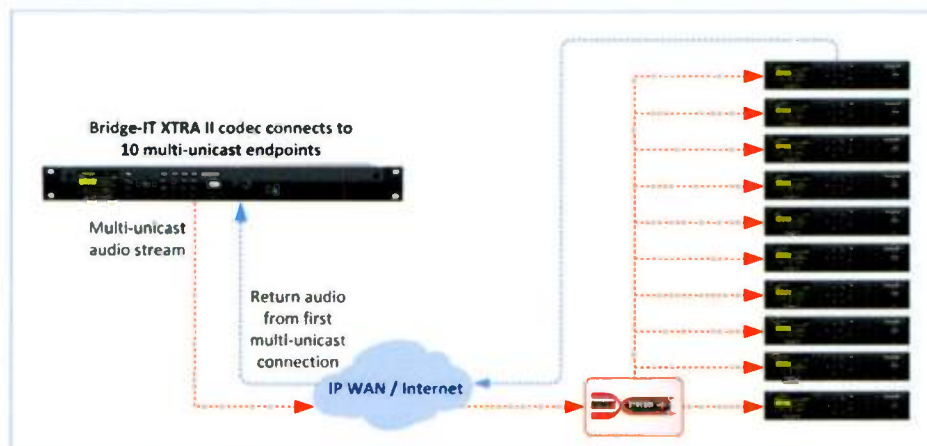 Bridge-IT XTRA II codec connects to
10 multi-unicast endpoints
Multi-unicast
audio stream
Return audio
from first
multi-unicast
connection
IP WAN / Internet